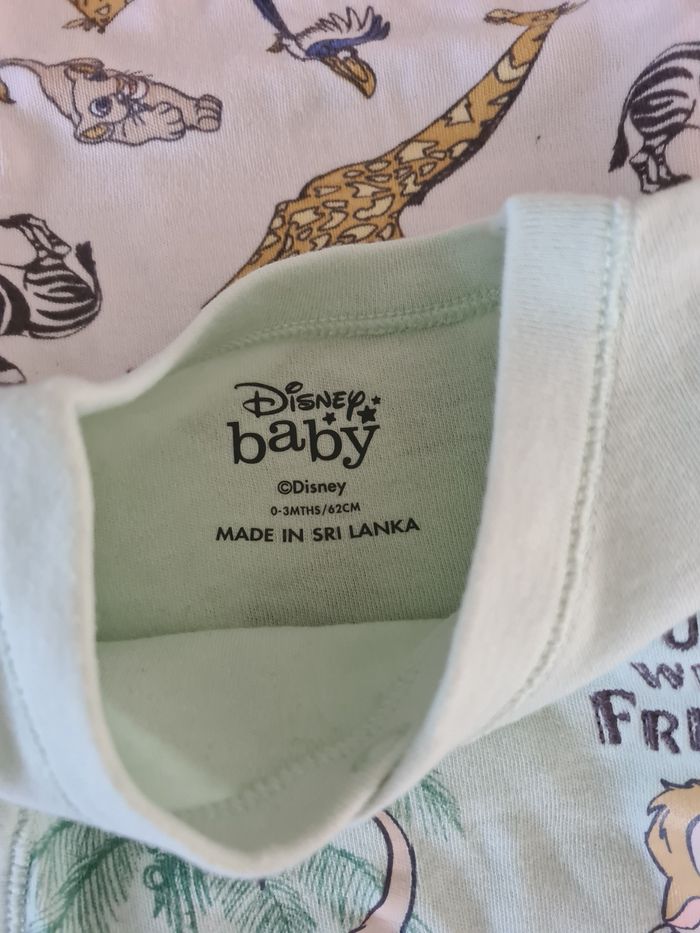 Disney
baby
©Disney
0-3MTHS/62CM
MADE IN SRI LANKA